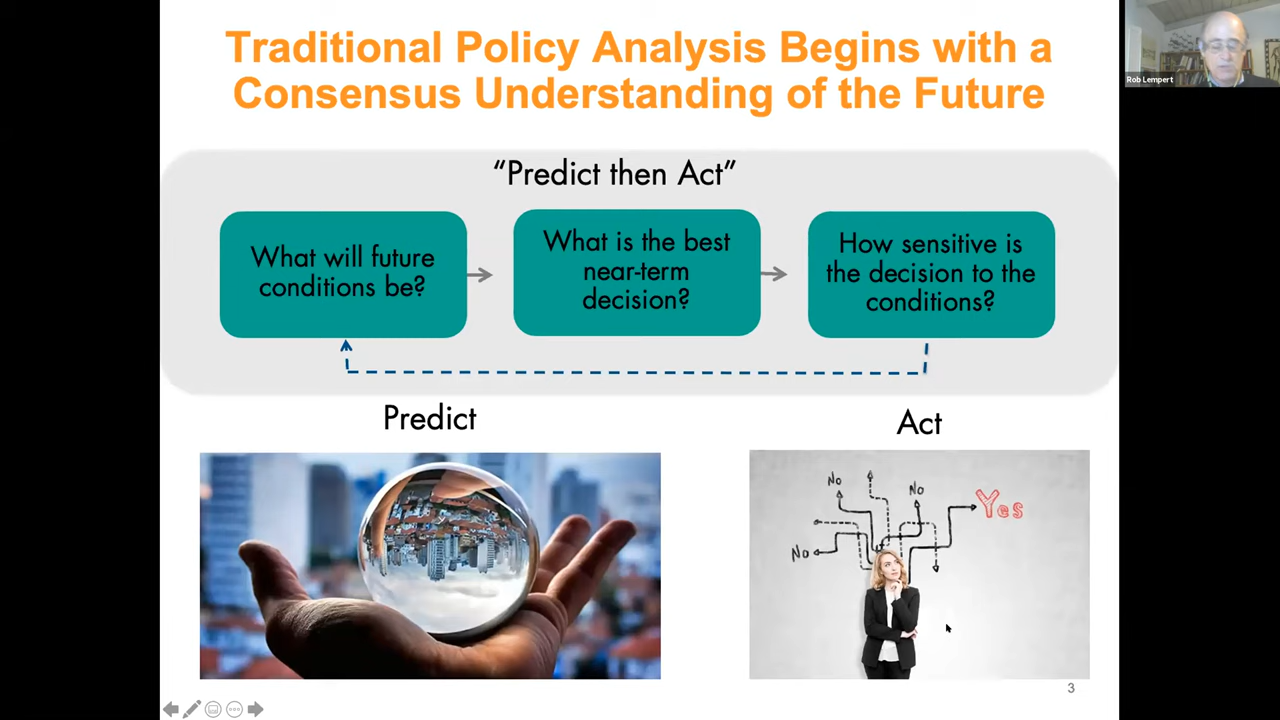 Traditional Policy Analysis Begins with a
Consensus Understanding of the Future
Rob Lempert
“Predict then Act”
What will future
conditions be?
What is the best
near-term
decision?
How sensitive is
the decision to the
conditions?
Predict
Act
No
No
Yes
No
3